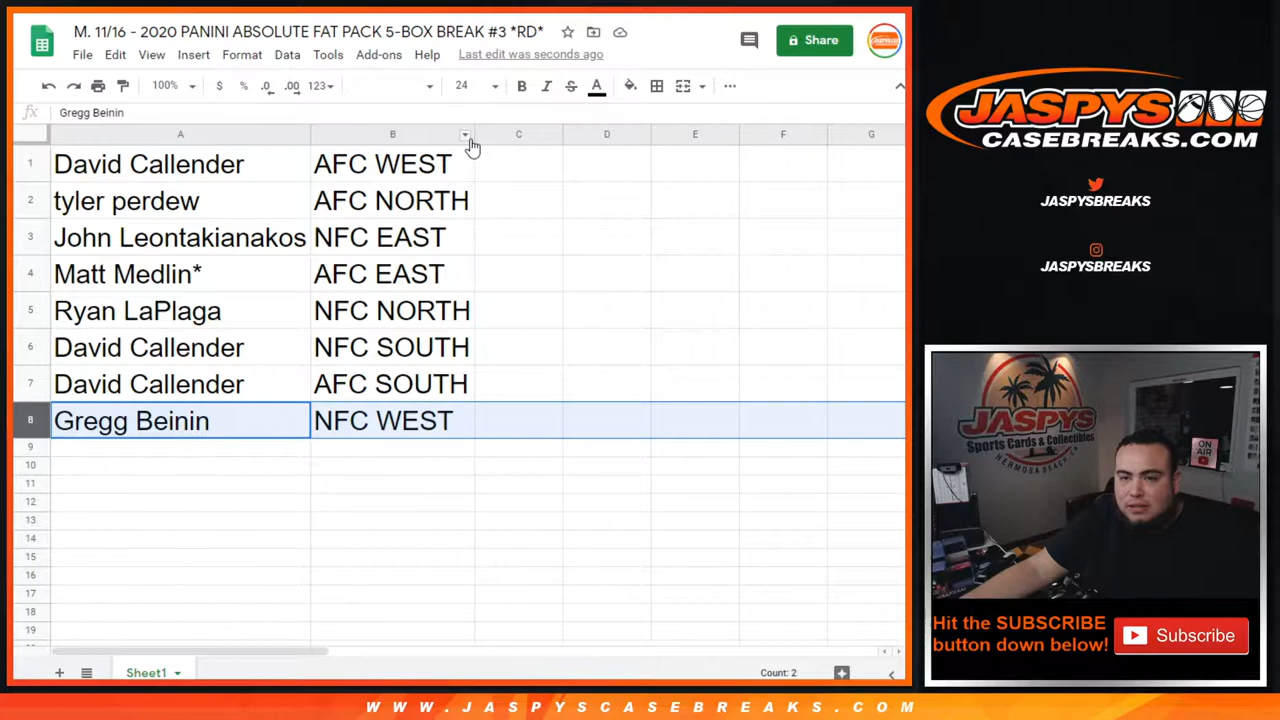 M. 11/16 - 2020 PANINI ABSOLUTE FAT PACK 5-BOX BREAK #3 *RD*
File Edit View Insert Format Data Tools Add-ons Help Last edit was seconds ago
Share
100% $ % .0 .00 123 24 B I S A
fx Gregg Beinin
A B C D E F G
1 David Callender AFC WEST
2 tyler perdew AFC NORTH
3 John Leontakianakos NFC EAST
4 Matt Medlin* AFC EAST
5 Ryan LaPlaga NFC NORTH
6 David Callender NFC SOUTH
7 David Callender AFC SOUTH
8 Gregg Beinin NFC WEST
9
10
11
12
13
14
15
16
17
18
19
Sheet1
Count: 2
JASPYS
CASEBREAKS.COM
JASPYSBREAKS
JASPYSBREAKS
JASPYS
Sports Cards & Collectibles
HERMOSA BEACH, CA
ON AIR
Hit the SUBSCRIBE
button down below!
Subscribe
WWW.JASPYSCASEBREAKS.COM